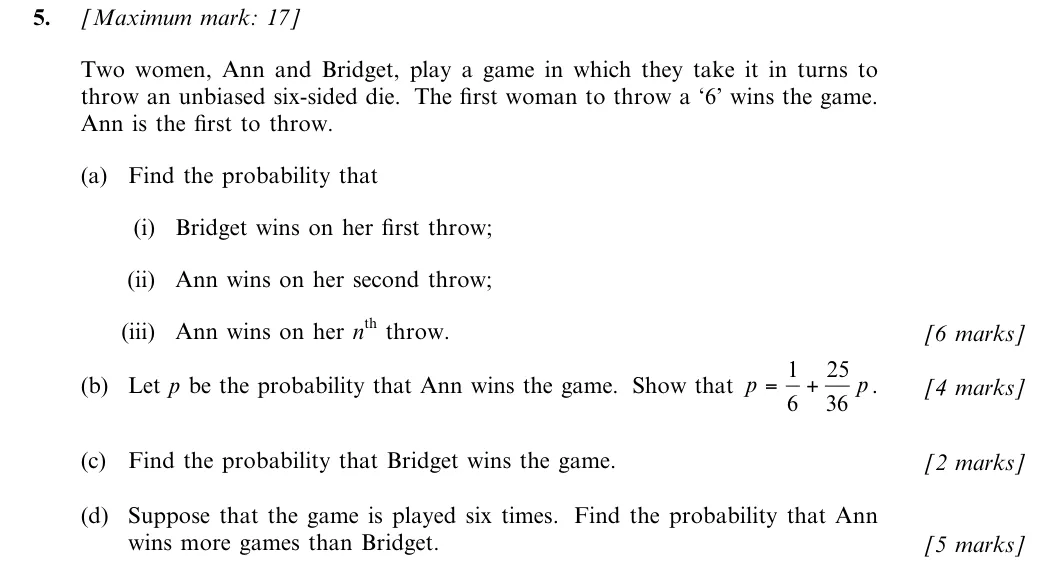 5. [Maximum mark: 17]
Two women, Ann and Bridget, play a game in which they take it in turns to
throw an unbiased six-sided die. The first woman to throw a ‘6’ wins the game.
Ann is the first to throw.
(a) Find the probability that
(i) Bridget wins on her first throw;
(ii) Ann wins on her second throw;
(iii) Ann wins on her nᵗʰ throw. [6 marks]
(b) Let p be the probability that Ann wins the game. Show that p = 1/6 + 25/36 p. [4 marks]
(c) Find the probability that Bridget wins the game. [2 marks]
(d) Suppose that the game is played six times. Find the probability that Ann
wins more games than Bridget. [5 marks]